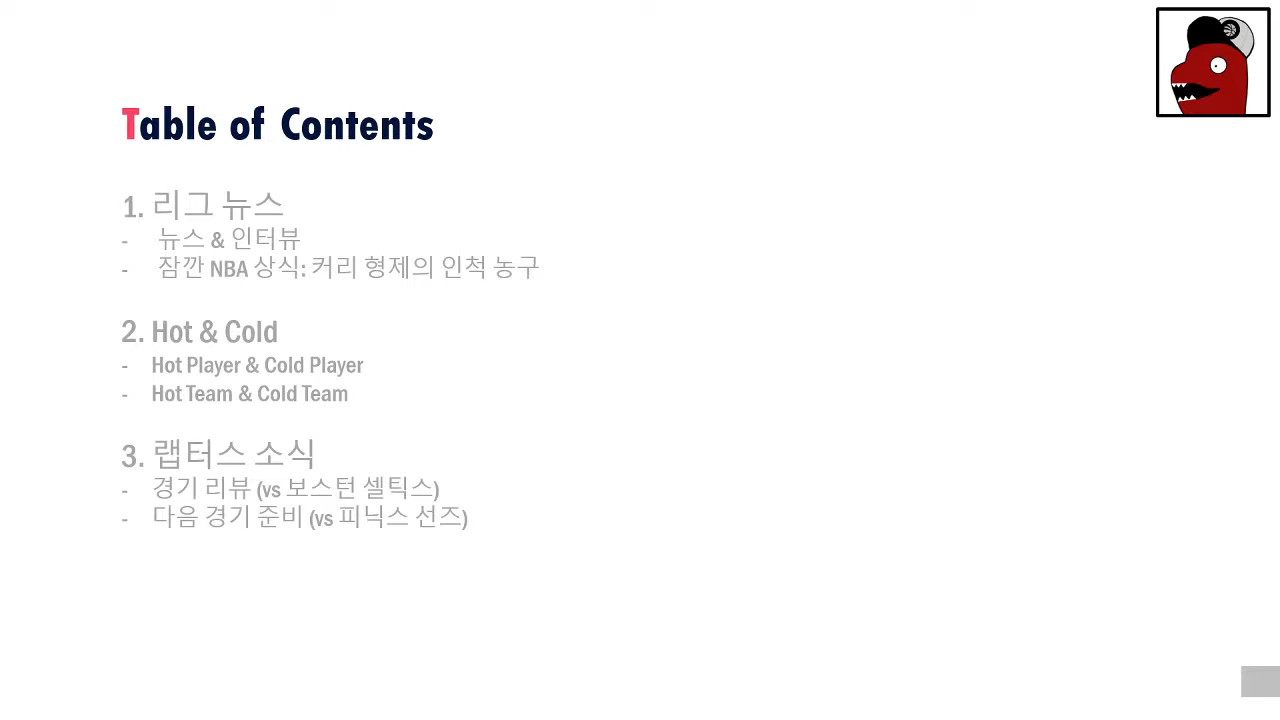 Table of Contents
1. 리그 뉴스
- 뉴스 & 인터뷰
- 잠깐 NBA 상식: 커리 형제의 인척 농구
2. Hot & Cold
- Hot Player & Cold Player
- Hot Team & Cold Team
3. 랩터스 소식
- 경기 리뷰 (vs 보스턴 셀틱스)
- 다음 경기 준비 (vs 피닉스 선즈)